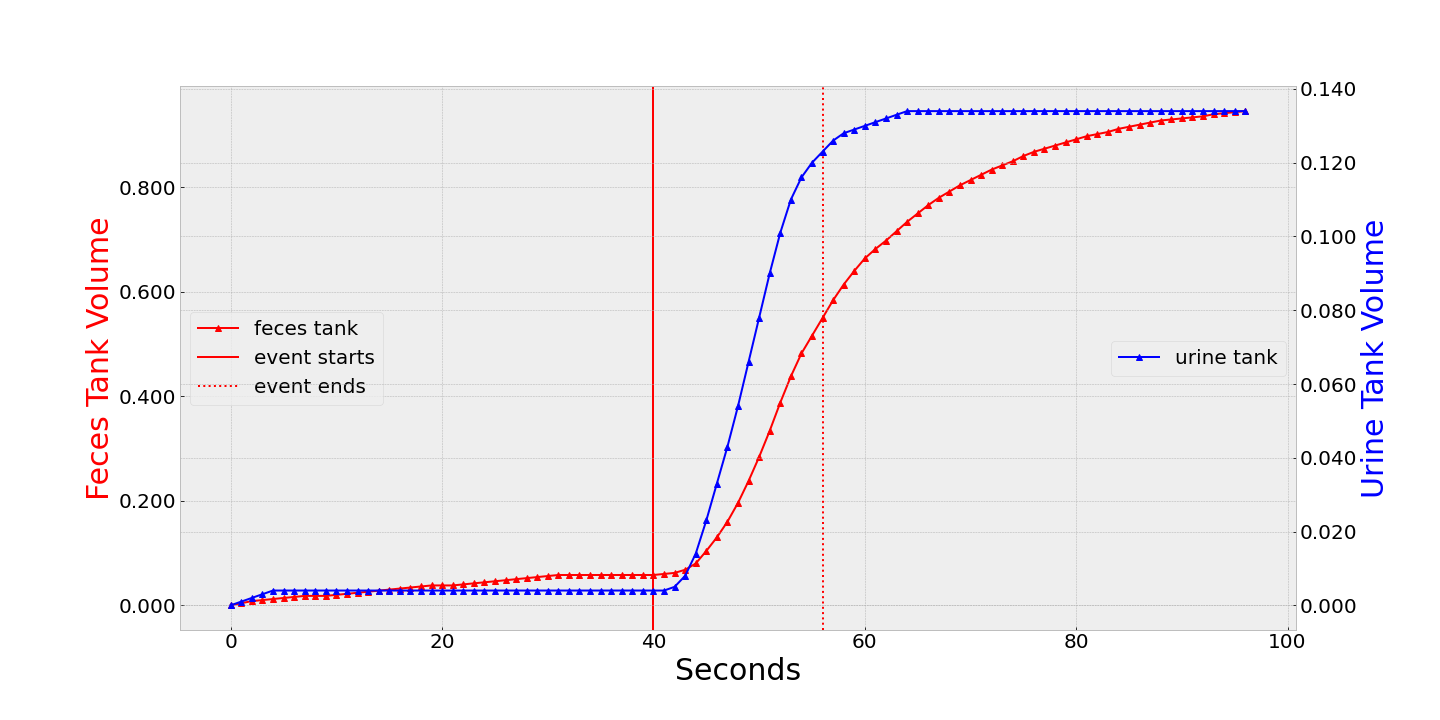 Feces Tank Volume
0.800
0.600
0.400
0.200
0.000
feces tank
event starts
event ends
urine tank
0.140
0.120
0.100
0.080
0.060
0.040
0.020
0.000
Urine Tank Volume
0 20 40 60 80 100
Seconds